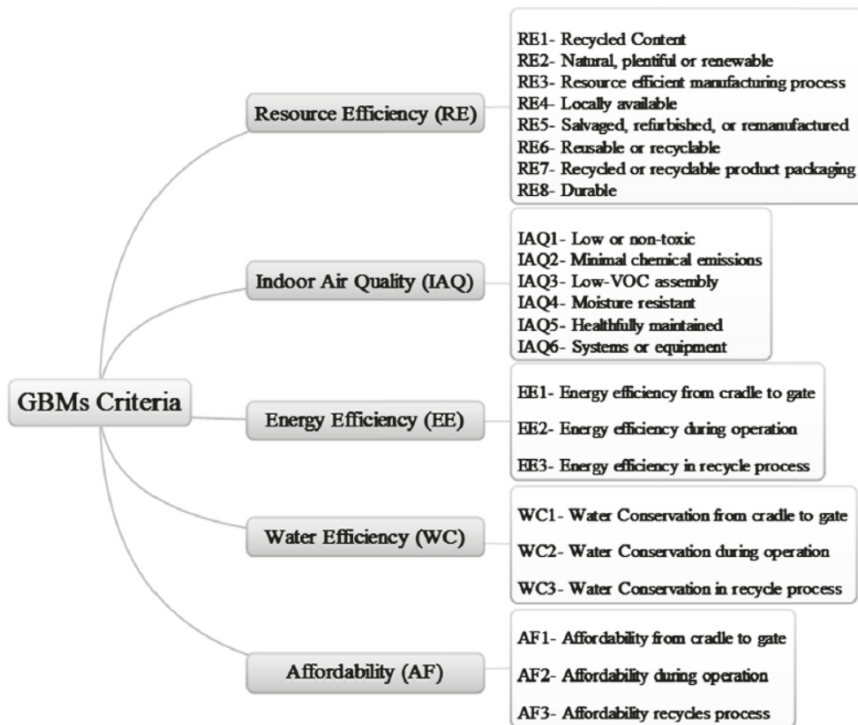 GBMs Criteria
Resource Efficiency (RE)
RE1- Recycled Content
RE2- Natural, plentiful or renewable
RE3- Resource efficient manufacturing process
RE4- Locally available
RE5- Salvaged, refurbished, or remanufactured
RE6- Reusable or recyclable
RE7- Recycled or recyclable product packaging
RE8- Durable
Indoor Air Quality (IAQ)
IAQ1- Low or non-toxic
IAQ2- Minimal chemical emissions
IAQ3- Low-VOC assembly
IAQ4- Moisture resistant
IAQ5- Healthfully maintained
IAQ6- Systems or equipment
Energy Efficiency (EE)
EE1- Energy efficiency from cradle to gate
EE2- Energy efficiency during operation
EE3- Energy efficiency in recycle process
Water Efficiency (WC)
WC1- Water Conservation from cradle to gate
WC2- Water Conservation during operation
WC3- Water Conservation in recycle process
Affordability (AF)
AF1- Affordability from cradle to gate
AF2- Affordability during operation
AF3- Affordability recycles process